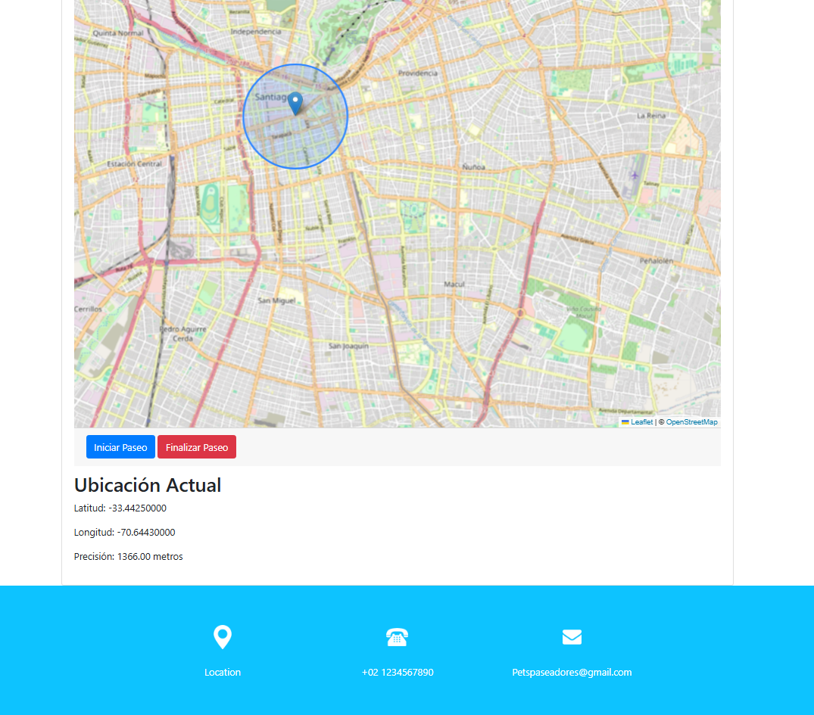 Quinta Normal
Independencia
Providencia
Santiago
La Reina
Estación Central
Ñuñoa
Peñalolén
Macul
San Miguel
Cerrillos
Pedro Aguirre
Cerda
San Joaquín
Leaflet | © OpenStreetMap
Iniciar Paseo Finalizar Paseo
Ubicación Actual
Latitud: -33.44250000
Longitud: -70.64430000
Precisión: 1366.00 metros
Location +02 1234567890 Petspaseadores@gmail.com